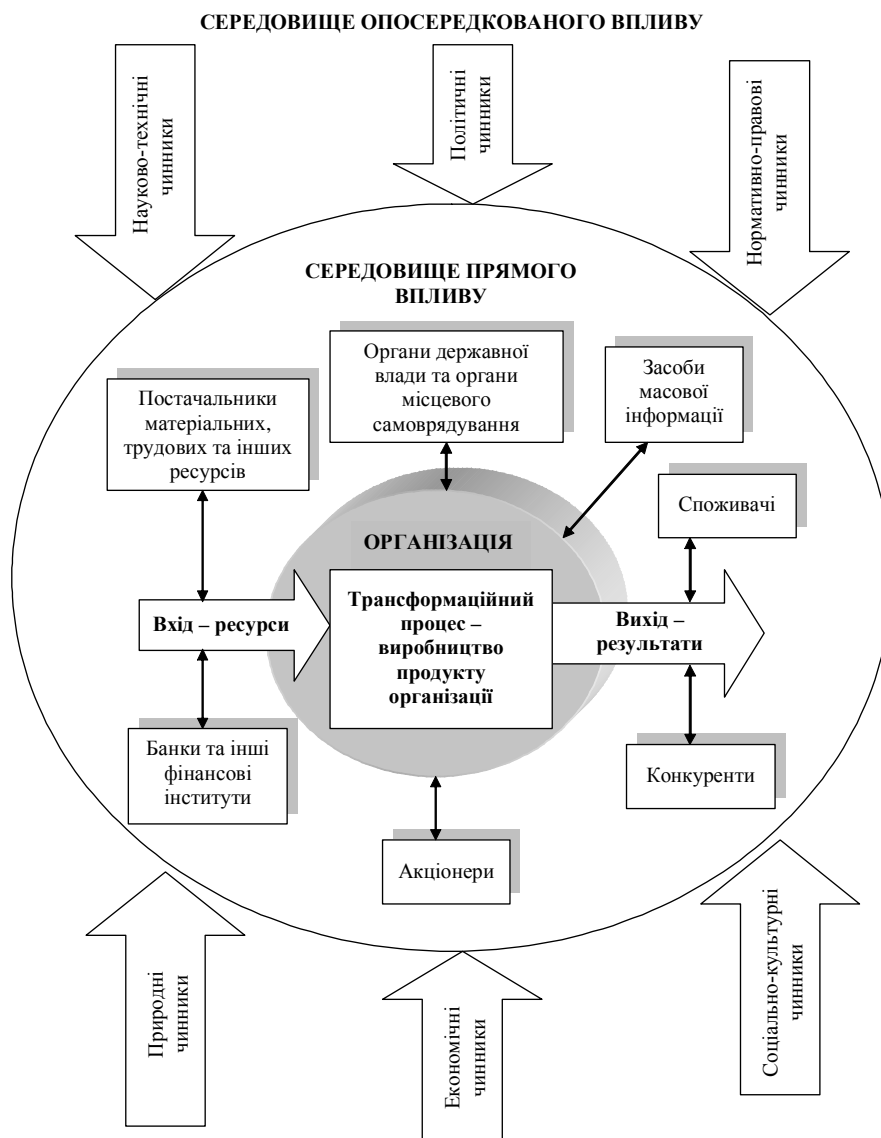 СЕРЕДОВИЩЕ ОПОСЕРЕДКОВАНОГО ВПЛИВУ
Науково-технічні
чинники
Політичні
чинники
Нормативно-правові
чинники
СЕРЕДОВИЩЕ ПРЯМОГО
ВПЛИВУ
Постачальники
матеріальних,
трудових та інших
ресурсів
Органи державної
влади та органи
місцевого
самоврядування
Засоби
масової
інформації
Споживачі
ОРГАНІЗАЦІЯ
Вхід – ресурси
Трансформаційний
процес –
виробництво
продукту
організації
Вихід –
результати
Банки та інші
фінансові
інститути
Конкуренти
Акціонери
Природні
чинники
Економічні
чинники
Соціально-культурні
чинники